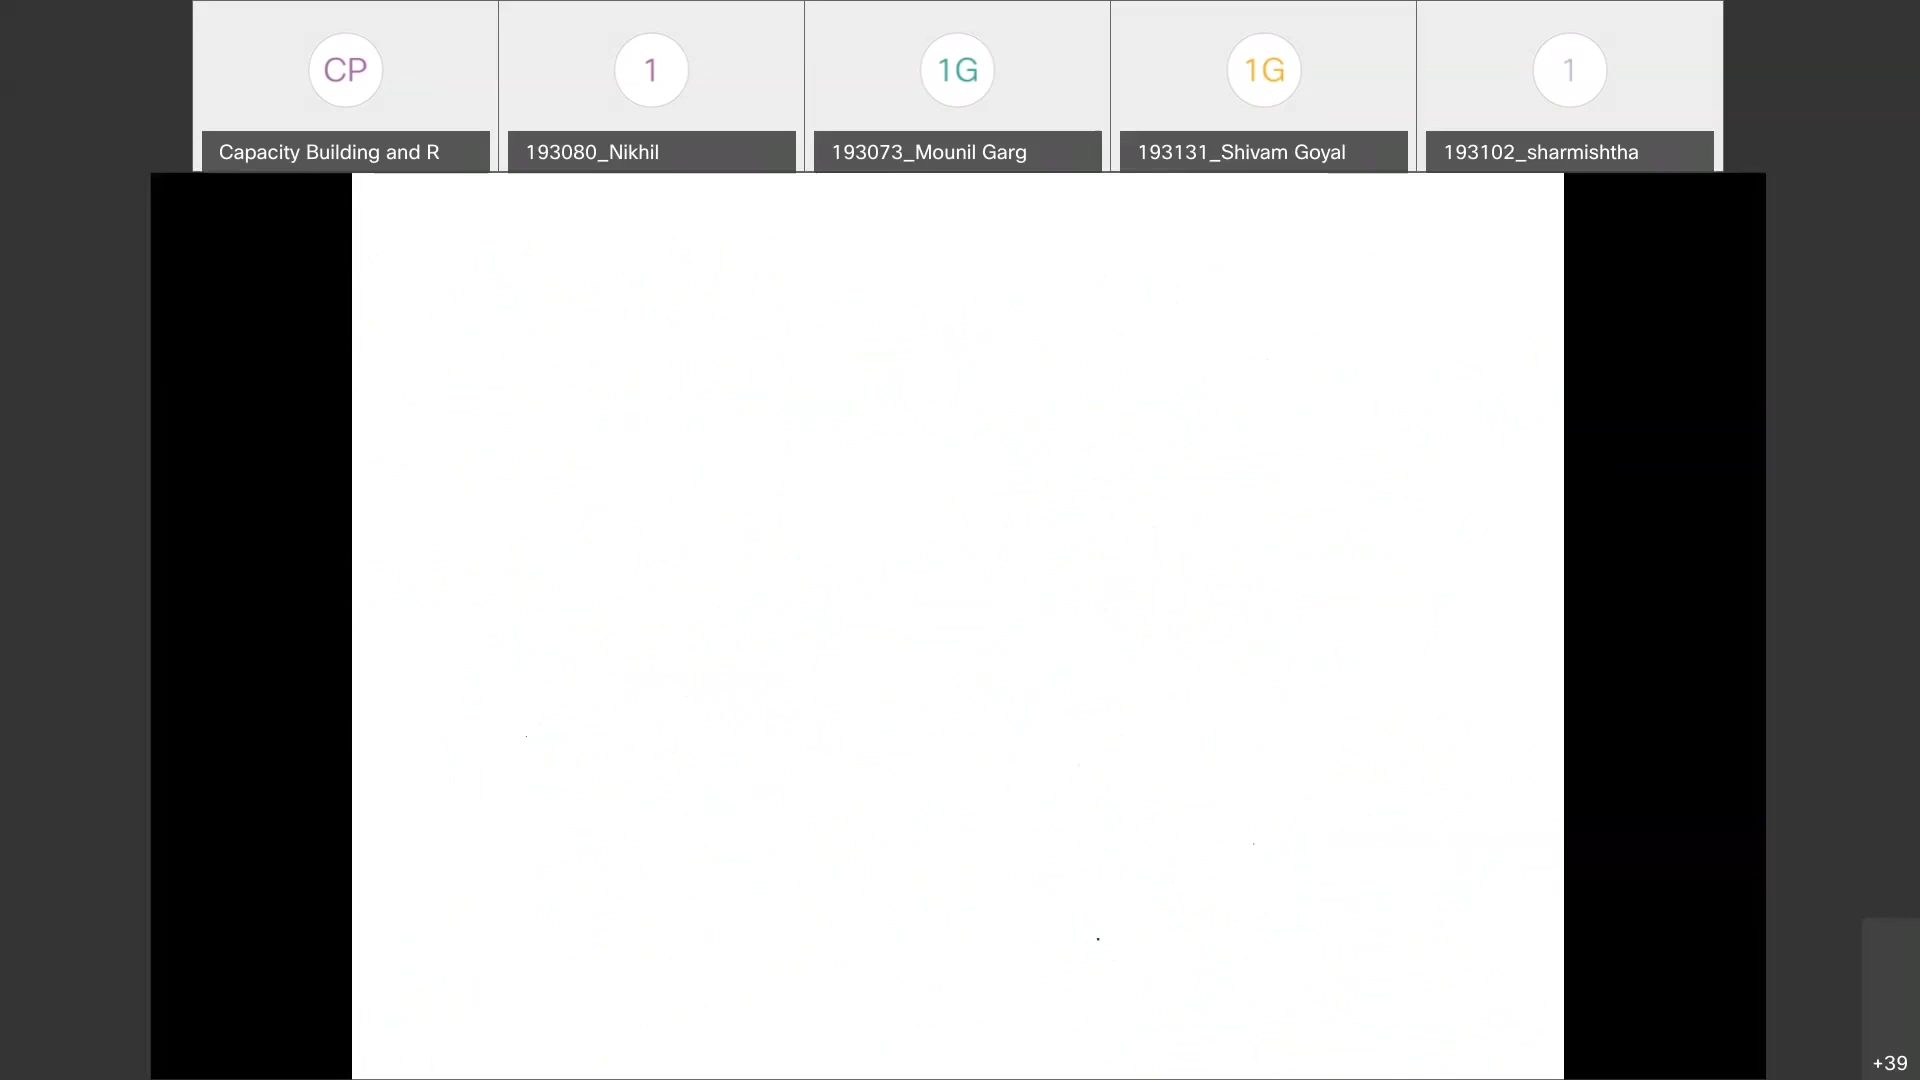 CP
1
1G
1G
1
Capacity Building and R
193080_Nikhil
193073_Mounil Garg
193131_Shivam Goyal
193102_sharmishtha
+39